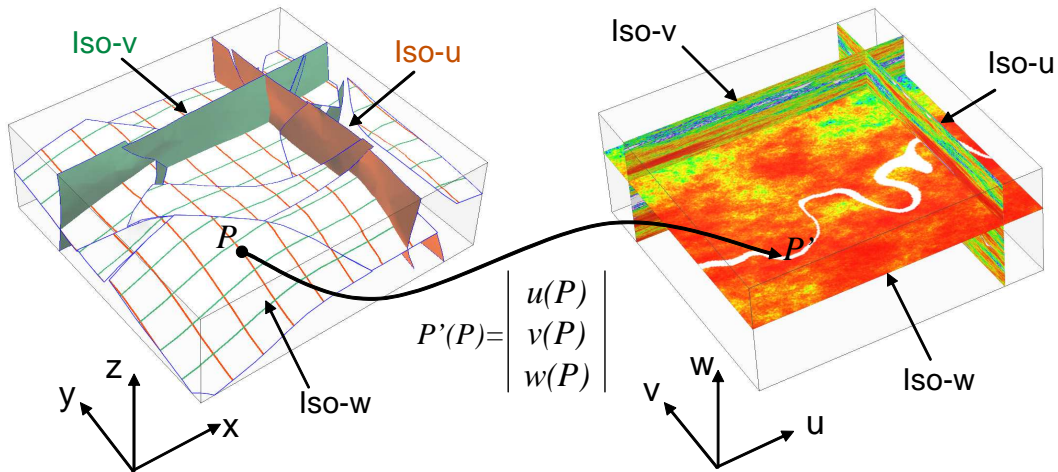 Iso-v
Iso-u
P
Iso-w
z
y
x
P'(P)=
u(P)
v(P)
w(P)
Iso-v
Iso-u
P'
Iso-w
w
v
u